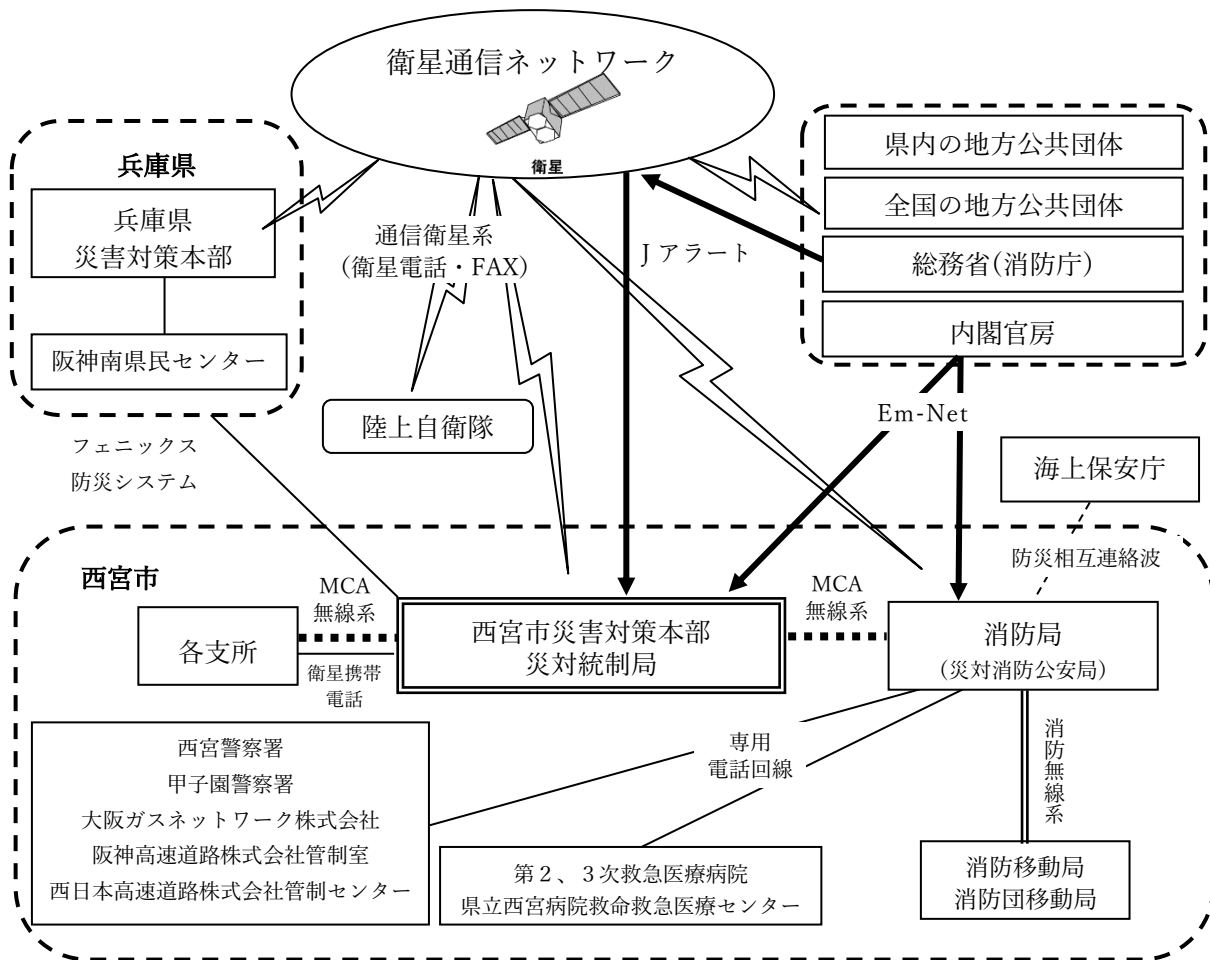 衛星通信ネットワーク
衛星
兵庫県
兵庫県
災害対策本部
阪神南県民センター
県内の地方公共団体
全国の地方公共団体
総務省(消防庁)
内閣官房
通信衛星系
(衛星電話・FAX)
Jアラート
陸上自衛隊
Em-Net
フェニックス
防災システム
海上保安庁
防災相互連絡波
西宮市
MCA
無線系
各支所
衛星携帯
電話
西宮市災害対策本部
災対統制局
MCA
無線系
消防局
(災対消防公安局)
西宮警察署
甲子園警察署
大阪ガスネットワーク株式会社
阪神高速道路株式会社管制室
西日本高速道路株式会社管制センター
専用
電話回線
消防無線系
第2、3次救急医療病院
県立西宮病院救命救急医療センター
消防移動局
消防団移動局